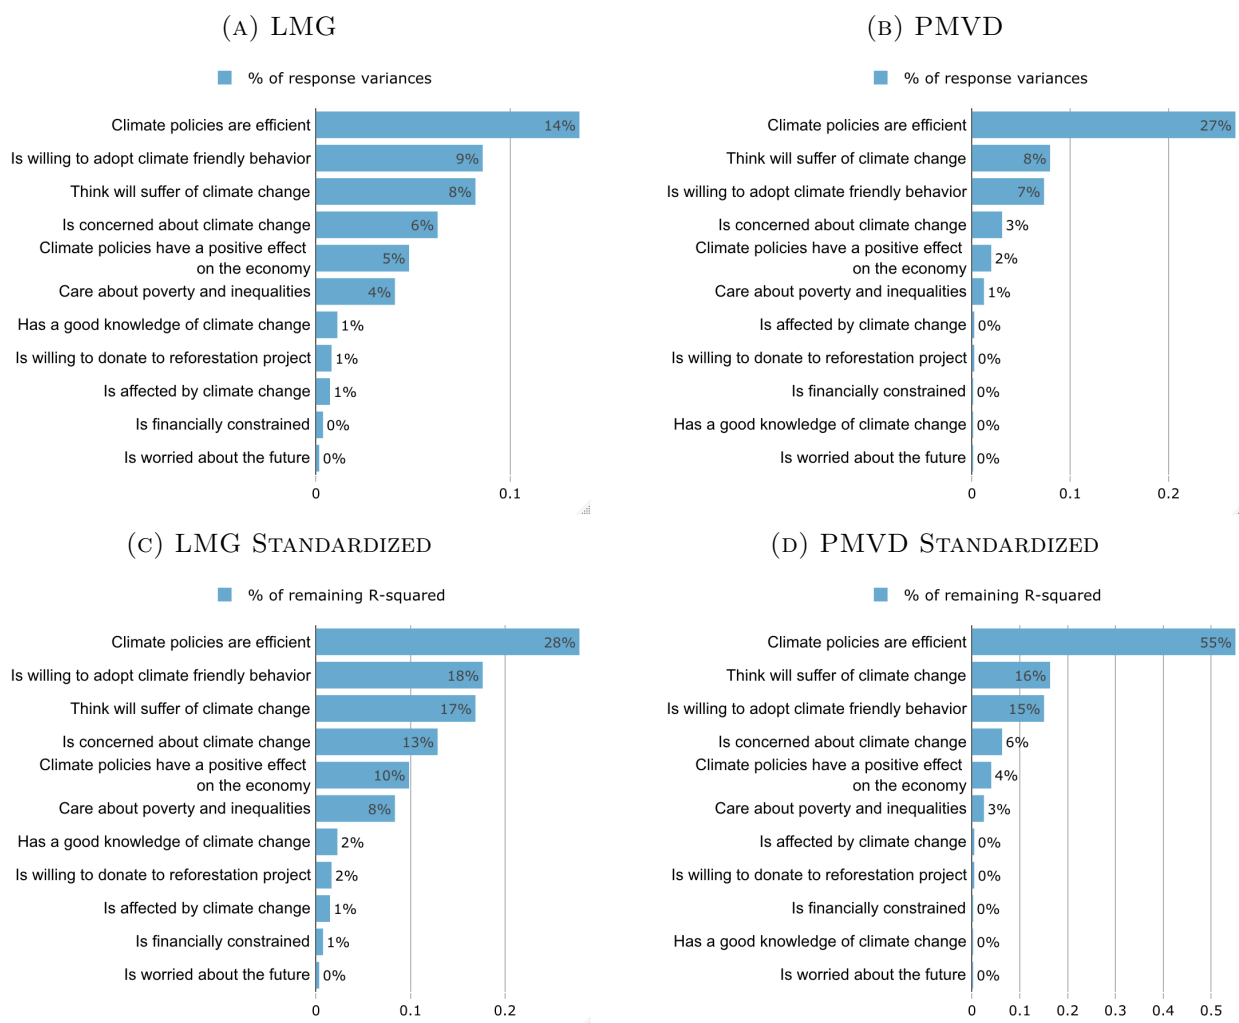 (A) LMG
% of response variances
Climate policies are efficient 14%
Is willing to adopt climate friendly behavior 9%
Think will suffer of climate change 8%
Is concerned about climate change 6%
Climate policies have a positive effect
on the economy 5%
Care about poverty and inequalities 4%
Has a good knowledge of climate change 1%
Is willing to donate to reforestation project 1%
Is affected by climate change 1%
Is financially constrained 0%
Is worried about the future 0%
0 0.1
(B) PMVD
% of response variances
Climate policies are efficient 27%
Think will suffer of climate change 8%
Is willing to adopt climate friendly behavior 7%
Is concerned about climate change 3%
Climate policies have a positive effect
on the economy 2%
Care about poverty and inequalities 1%
Is affected by climate change 0%
Is willing to donate to reforestation project 0%
Is financially constrained 0%
Has a good knowledge of climate change 0%
Is worried about the future 0%
0 0.1 0.2
(C) LMG Standardized
% of remaining R-squared
Climate policies are efficient 28%
Is willing to adopt climate friendly behavior 18%
Think will suffer of climate change 17%
Is concerned about climate change 13%
Climate policies have a positive effect
on the economy 10%
Care about poverty and inequalities 8%
Has a good knowledge of climate change 2%
Is willing to donate to reforestation project 2%
Is affected by climate change 1%
Is financially constrained 1%
Is worried about the future 0%
0 0.1 0.2
(D) PMVD Standardized
% of remaining R-squared
Climate policies are efficient 55%
Think will suffer of climate change 16%
Is willing to adopt climate friendly behavior 15%
Is concerned about climate change 6%
Climate policies have a positive effect
on the economy 4%
Care about poverty and inequalities 3%
Is affected by climate change 0%
Is willing to donate to reforestation project 0%
Is financially constrained 0%
Has a good knowledge of climate change 0%
Is worried about the future 0%
0 0.1 0.2 0.3 0.4 0.5